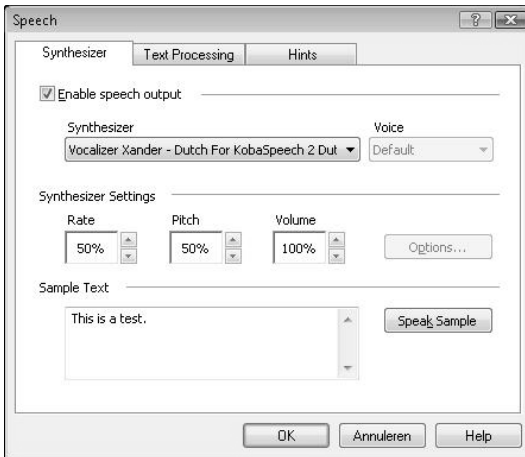 Speech
Synthesizer Text Processing Hints
Enable speech output
Synthesizer Voice
Vocalizer Xander - Dutch For KobaSpeech 2 Dut Default
Synthesizer Settings
Rate Pitch Volume
50% 50% 100% Options...
Sample Text
This is a test. Speak Sample
OK Annuleren Help